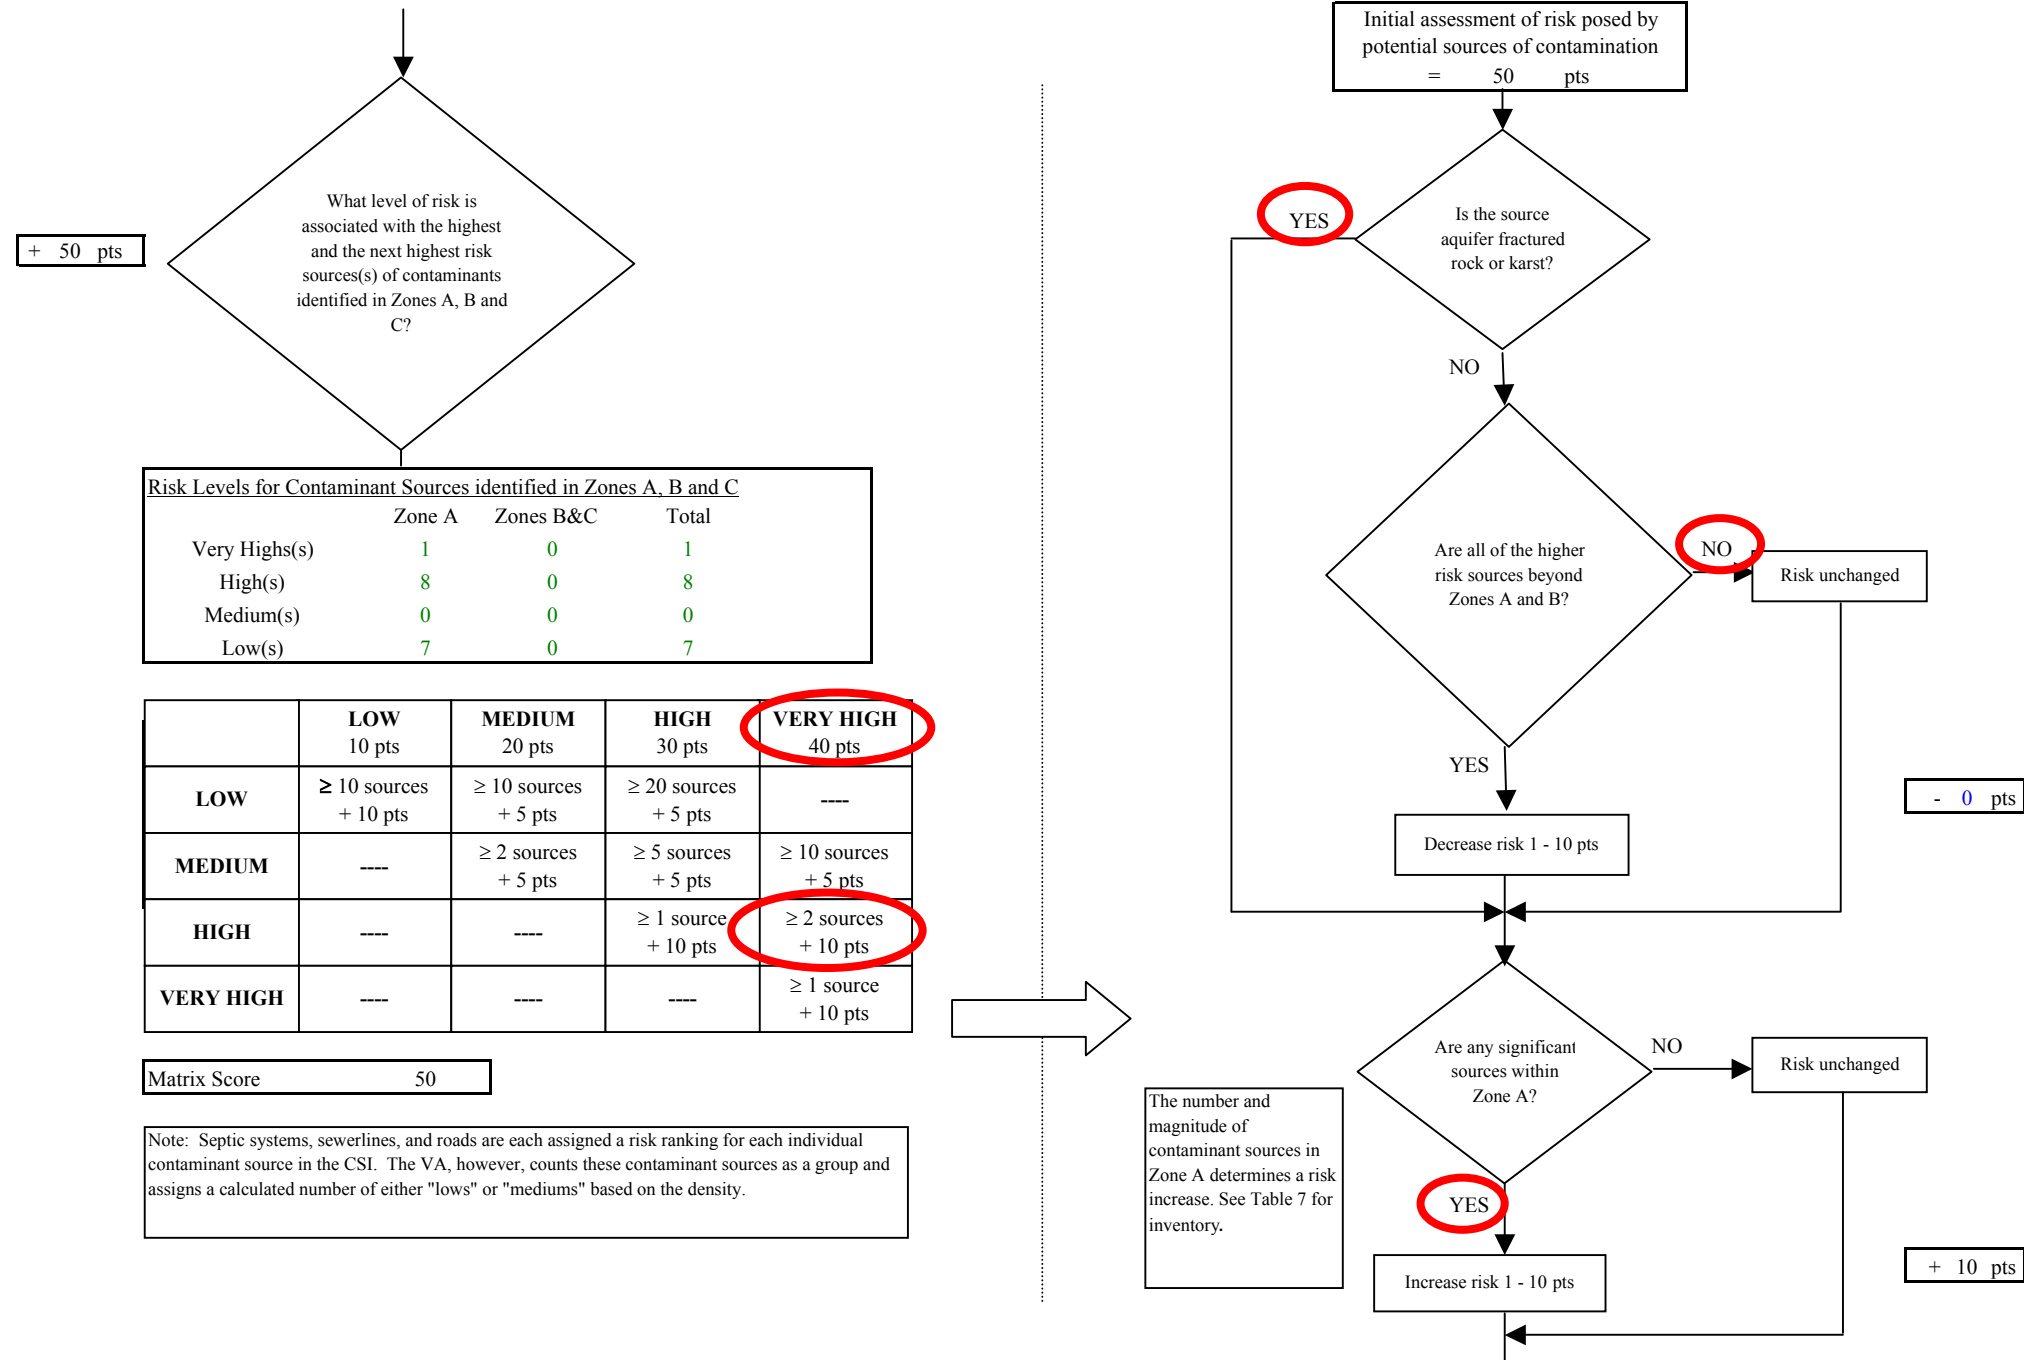 + 50 pts
What level of risk is
associated with the highest
and the next highest risk
sources(s) of contaminants
identified in Zones A, B and
C?
Risk Levels for Contaminant Sources identified in Zones A, B and C
Zone A Zones B&C Total
Very Highs(s) 1 0 1
High(s) 8 0 8
Medium(s) 0 0 0
Low(s) 7 0 7
LOW MEDIUM HIGH VERY HIGH
10 pts 20 pts 30 pts 40 pts
LOW
≥ 10 sources ≥ 10 sources ≥ 20 sources ----
+ 10 pts + 5 pts + 5 pts
MEDIUM
---- ≥ 2 sources ≥ 5 sources ≥ 10 sources
+ 5 pts + 5 pts + 5 pts
HIGH
---- ---- ≥ 1 source ≥ 2 sources
+ 10 pts + 10 pts
VERY HIGH
---- ---- ---- ≥ 1 source
+ 10 pts
Matrix Score 50
Note: Septic systems, sewerlines, and roads are each assigned a risk ranking for each individual
contaminant source in the CSI. The VA, however, counts these contaminant sources as a group and
assigns a calculated number of either "lows" or "mediums" based on the density.
Initial assessment of risk posed by
potential sources of contamination
= 50 pts
YES
Is the source
aquifer fractured
rock or karst?
NO
Are all of the higher
risk sources beyond
Zones A and B?
NO
Risk unchanged
YES
- 0 pts
Decrease risk 1 - 10 pts
Are any significant
sources within
Zone A?
NO
Risk unchanged
The number and
magnitude of
contaminant sources in
Zone A determines a risk
increase. See Table 7 for
inventory.
YES
+ 10 pts
Increase risk 1 - 10 pts